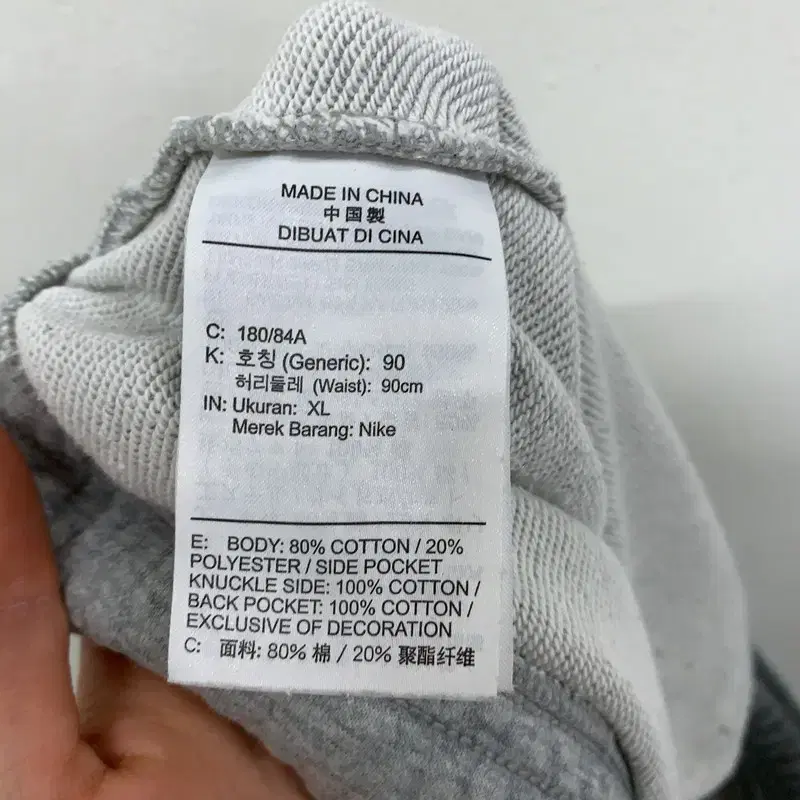 MADE IN CHINA
中国製
DIBUAT DI CINA
C: 180/84A
K: 호칭 (Generic): 90
허리둘레 (Waist): 90cm
IN: Ukuran: XL
Merek Barang: Nike
E: BODY: 80% COTTON / 20%
POLYESTER / SIDE POCKET
KNUCKLE SIDE: 100% COTTON /
BACK POCKET: 100% COTTON /
EXCLUSIVE OF DECORATION
C: 面料: 80% 棉 / 20% 聚酯纤维